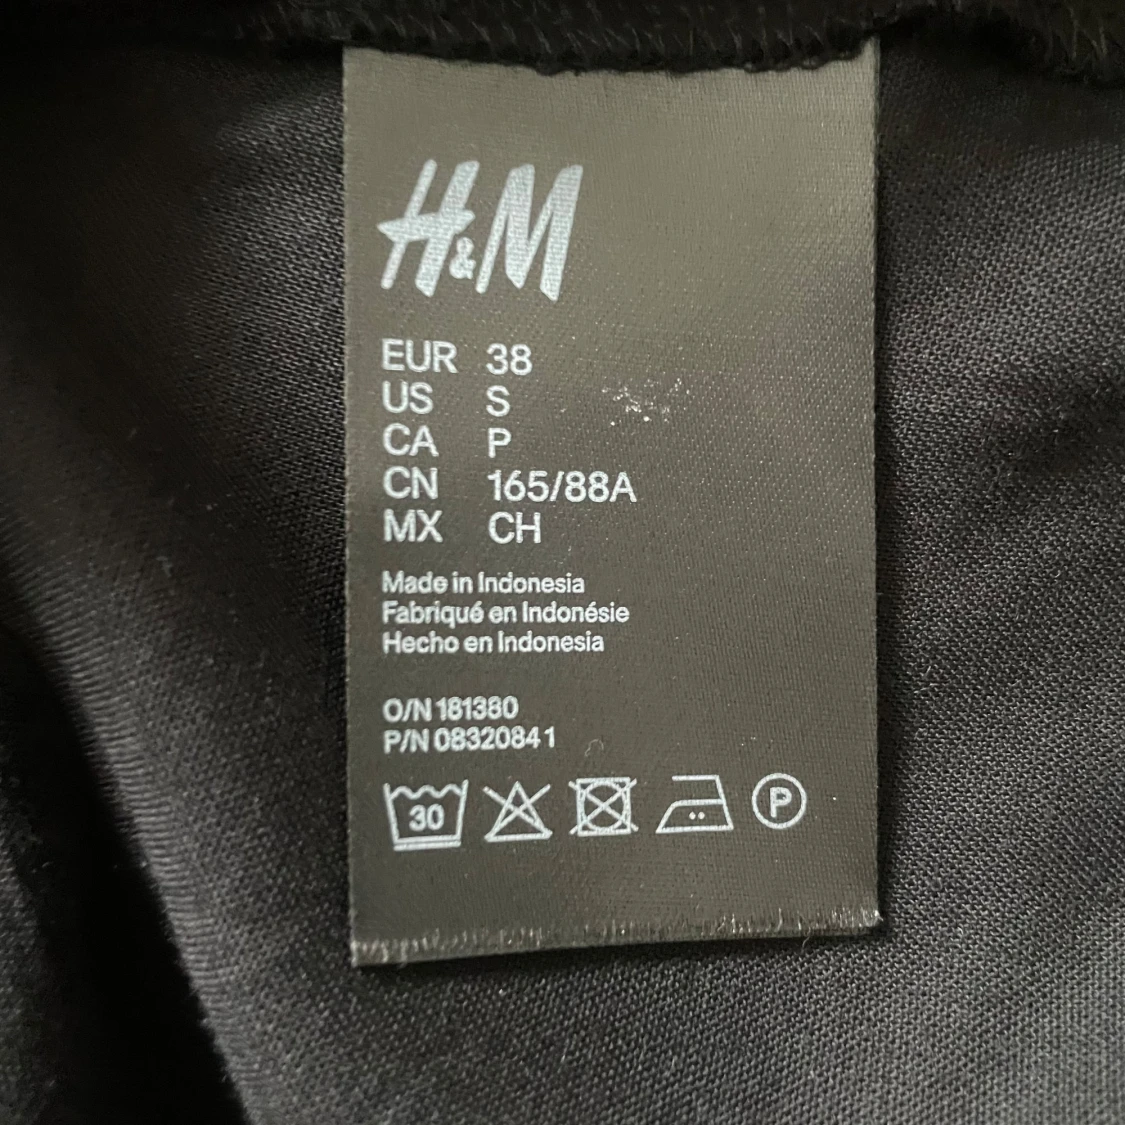 H&M
EUR 38
US S
CA P
CN 165/88A
MX CH
Made in Indonesia
Fabriqué en Indonésie
Hecho en Indonesia
O/N 181380
P/N 08320841
30 P